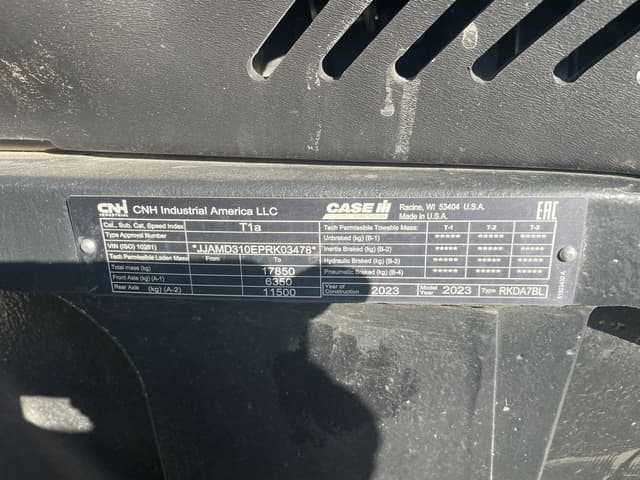 CNH INDUSTRIAL CNH Industrial America LLC
CASE IH Racine, WI 53404 U.S.A.
Made in U.S.A.
EAC
Cat., Sub. Cat, Speed Index T1a
Type Approval Number
VIN (ISO) 10261) *JJAMD310EPRK03478*
Tech Permissible Laden Mass From To
Total mass (kg) 17850
Front Axle (kg) (A-1) 6350
Rear Axle (kg) (A-2) 11500
Tech Permissible Towable Mass: T-1 T-2 T-3
Unbraked (kg) (B-1) ***** ***** *****
Inertia Braked (kg) (B-2) ***** ***** *****
Hydraulic Braked (kg) (B-3) ***** ***** *****
Pneumatic Braked (kg) (B-4) ***** ***** *****
Year of Construction 2023 Model Year 2023 Type RKDA7BL